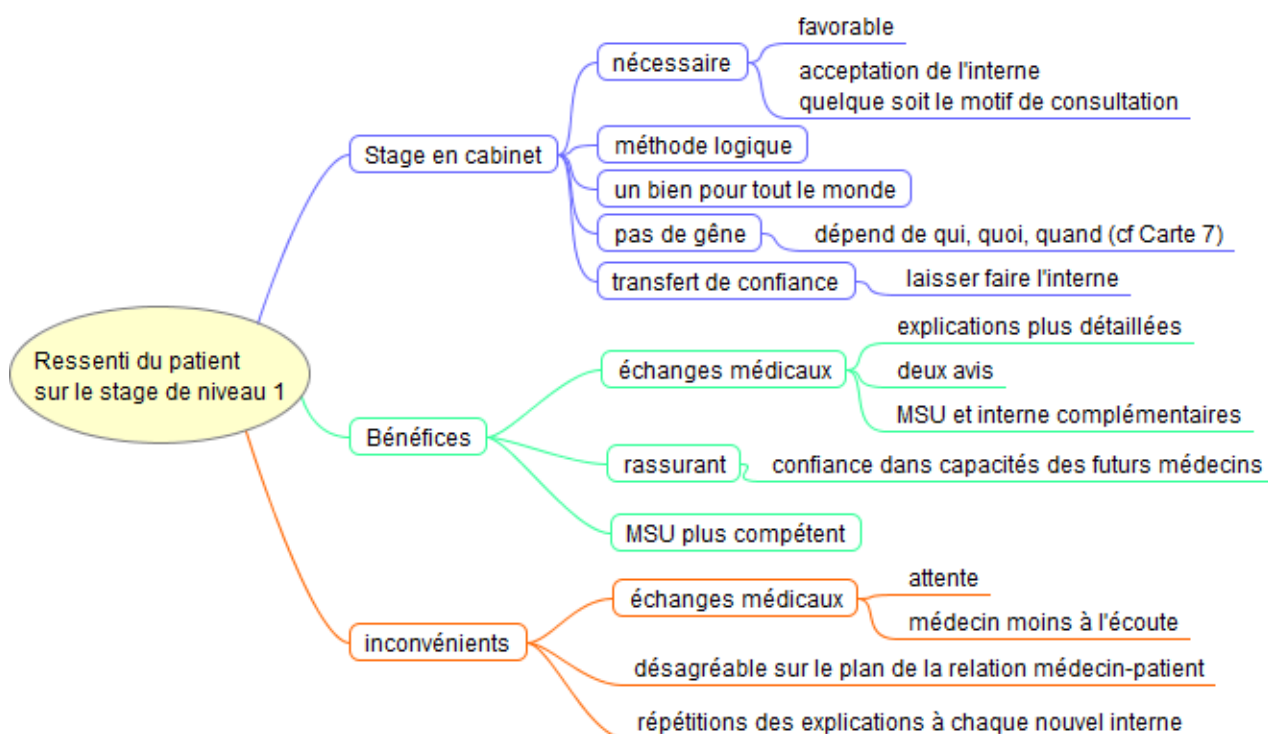 Ressenti du patient
sur le stage de niveau 1
Stage en cabinet
nécessaire
favorable
acceptation de l'interne
quelque soit le motif de consultation
méthode logique
un bien pour tout le monde
pas de gêne
dépend de qui, quoi, quand (cf Carte 7)
transfert de confiance
laisser faire l'interne
Bénéfices
échanges médicaux
explications plus détaillées
deux avis
MSU et interne complémentaires
rassurant
confiance dans capacités des futurs médecins
MSU plus compétent
inconvénients
échanges médicaux
attente
médecin moins à l'écoute
désagréable sur le plan de la relation médecin-patient
répétitions des explications à chaque nouvel interne